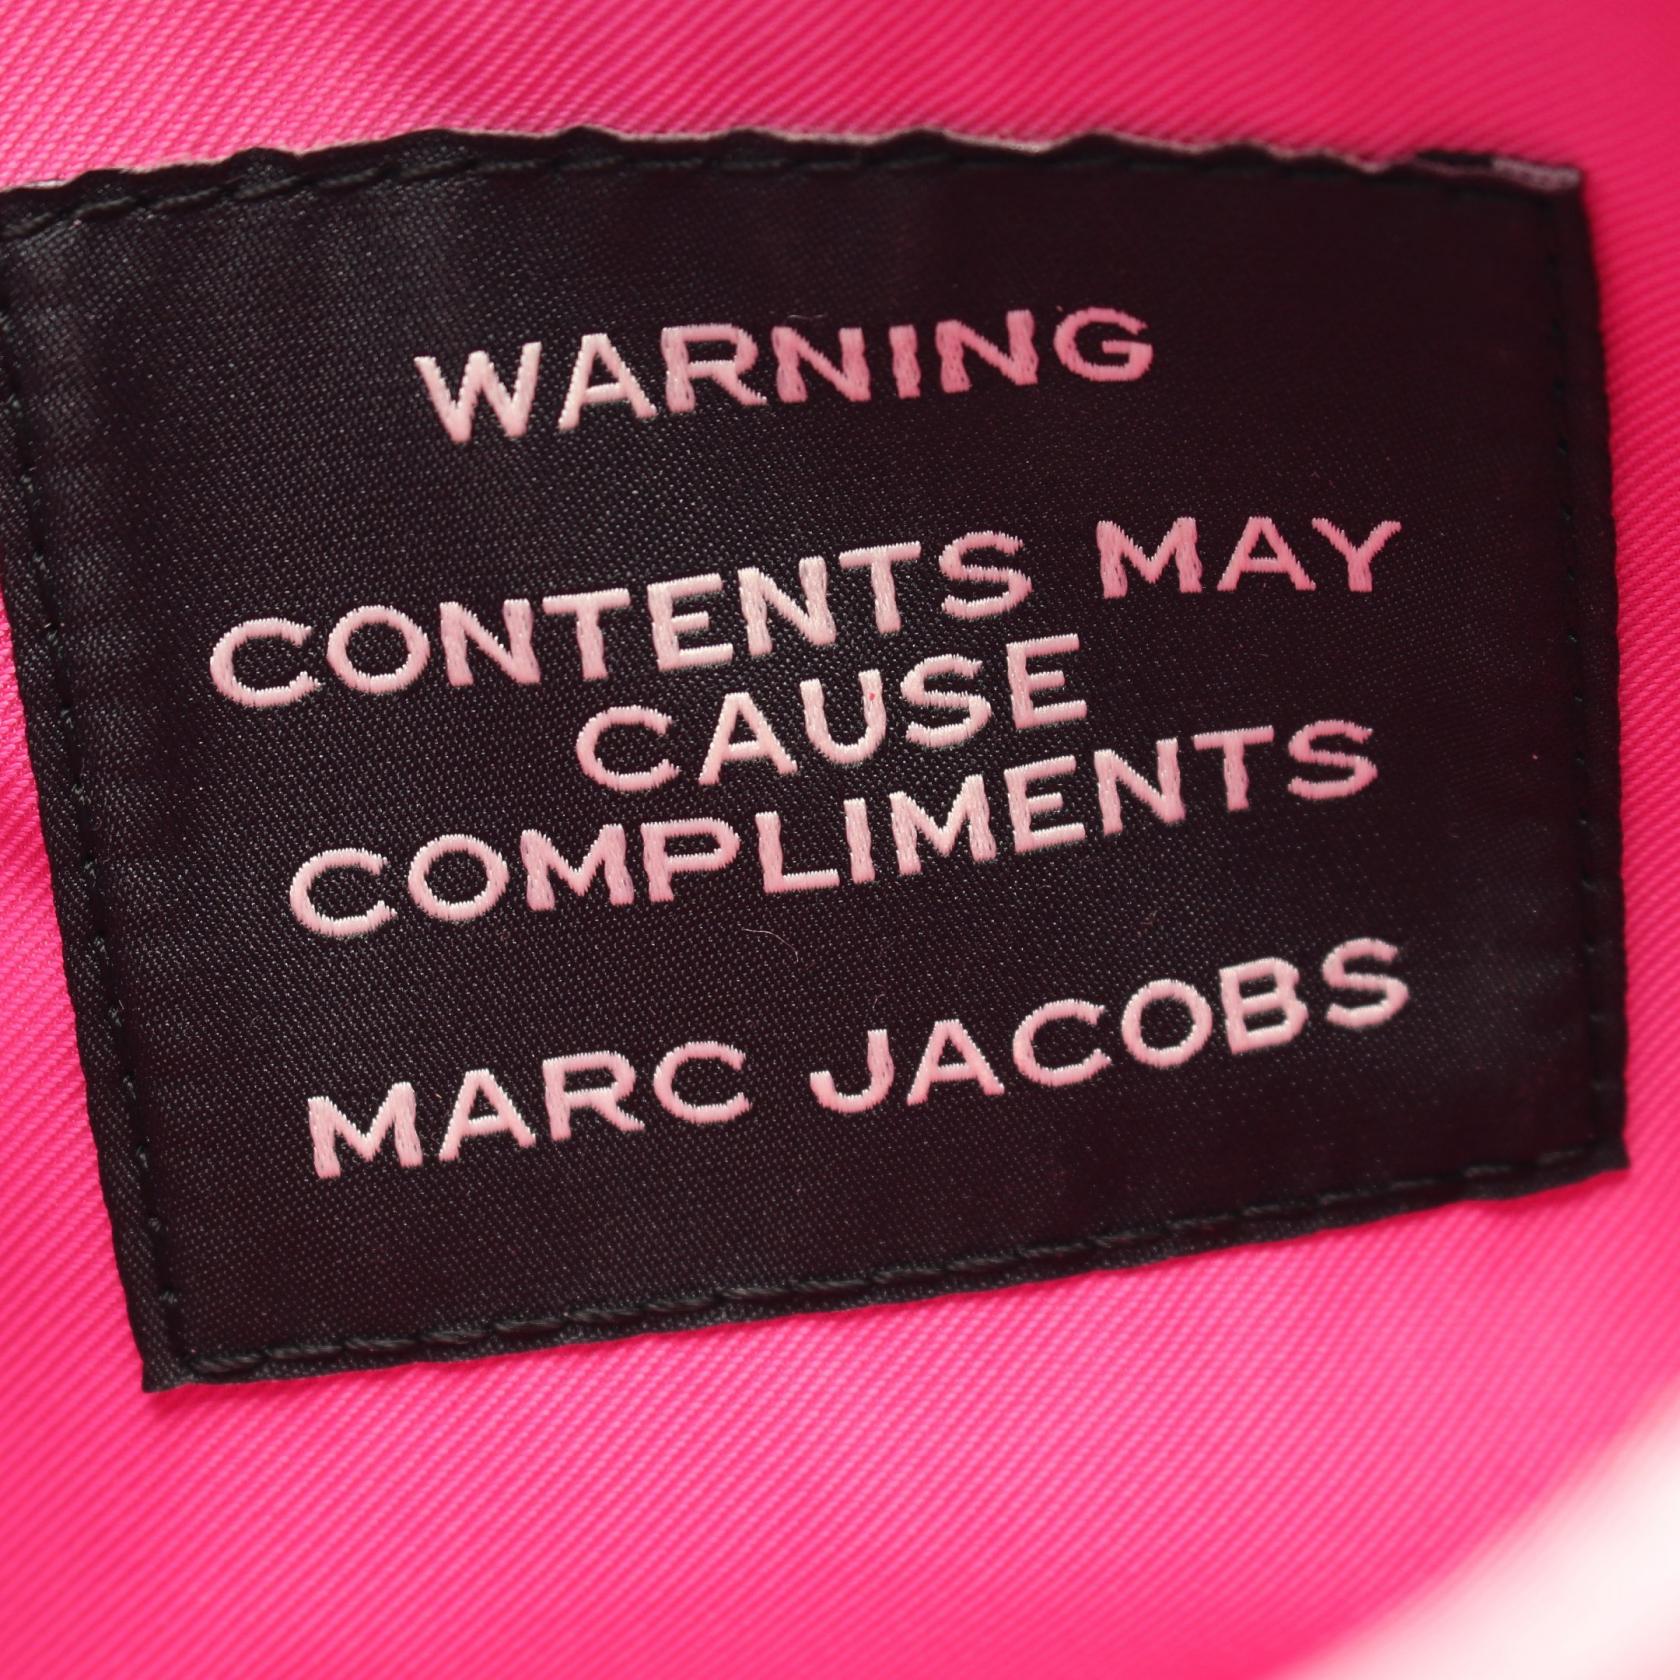 WARNING
CONTENTS MAY
CAUSE
COMPLIMENTS
MARC JACOBS